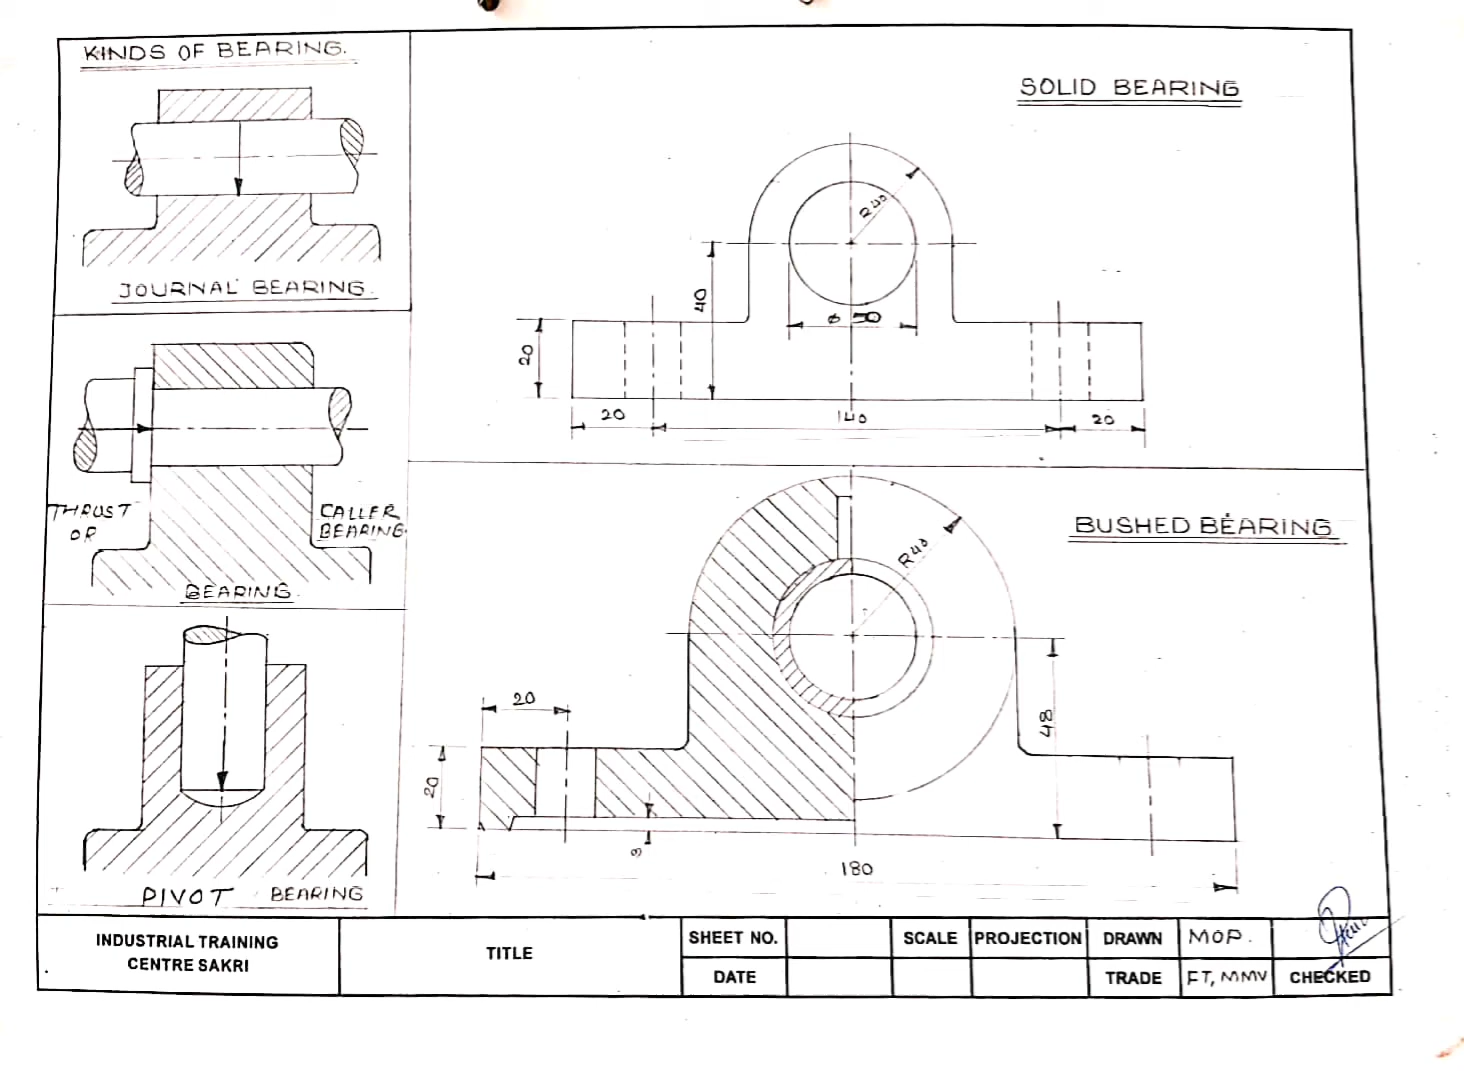 KINDS OF BEARING.
JOURNAL BEARING.
THRUST
OR
CALLER
BEARING.
BEARING.
PIVOT BEARING
SOLID BEARING
R40
40
ø 50
20
20
140
20
BUSHED BEARING
R40
20
48
20
3
180
INDUSTRIAL TRAINING
CENTRE SAKRI
TITLE
SHEET NO.
DATE
SCALE
PROJECTION
DRAWN
MOP.
TRADE
FT, MMV
CHECKED